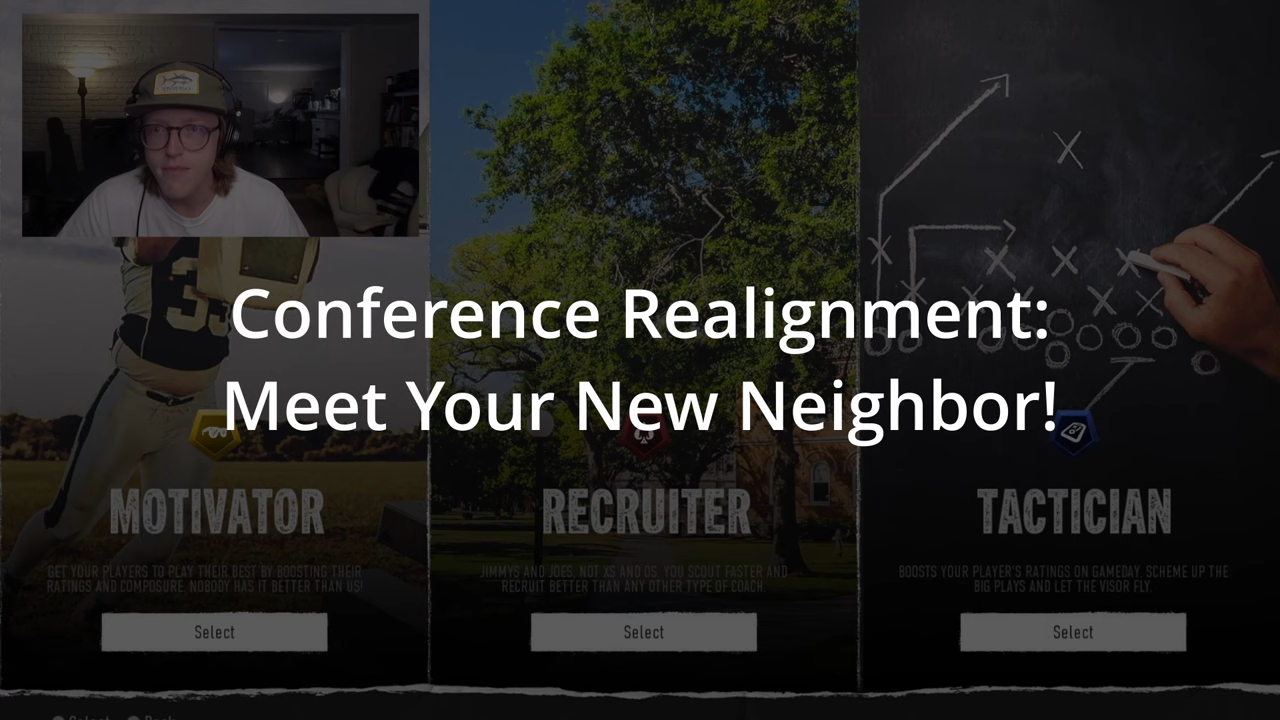 Conference Realignment:
Meet Your New Neighbor!
MOTIVATOR
GET YOUR PLAYERS TO PLAY THEIR BEST BY BOOSTING THEIR
RATINGS AND COMPOSURE. NOBODY HAS IT BETTER THAN US!
Select
RECRUITER
JIMMYS AND JOES, NOT XS AND OS. YOU SCOUT FASTER AND
RECRUIT BETTER THAN ANY OTHER TYPE OF COACH.
Select
TACTICIAN
BOOSTS YOUR PLAYER'S RATINGS ON GAMEDAY. SCHEME UP THE
BIG PLAYS AND LET THE VISOR FLY.
Select
Select Back